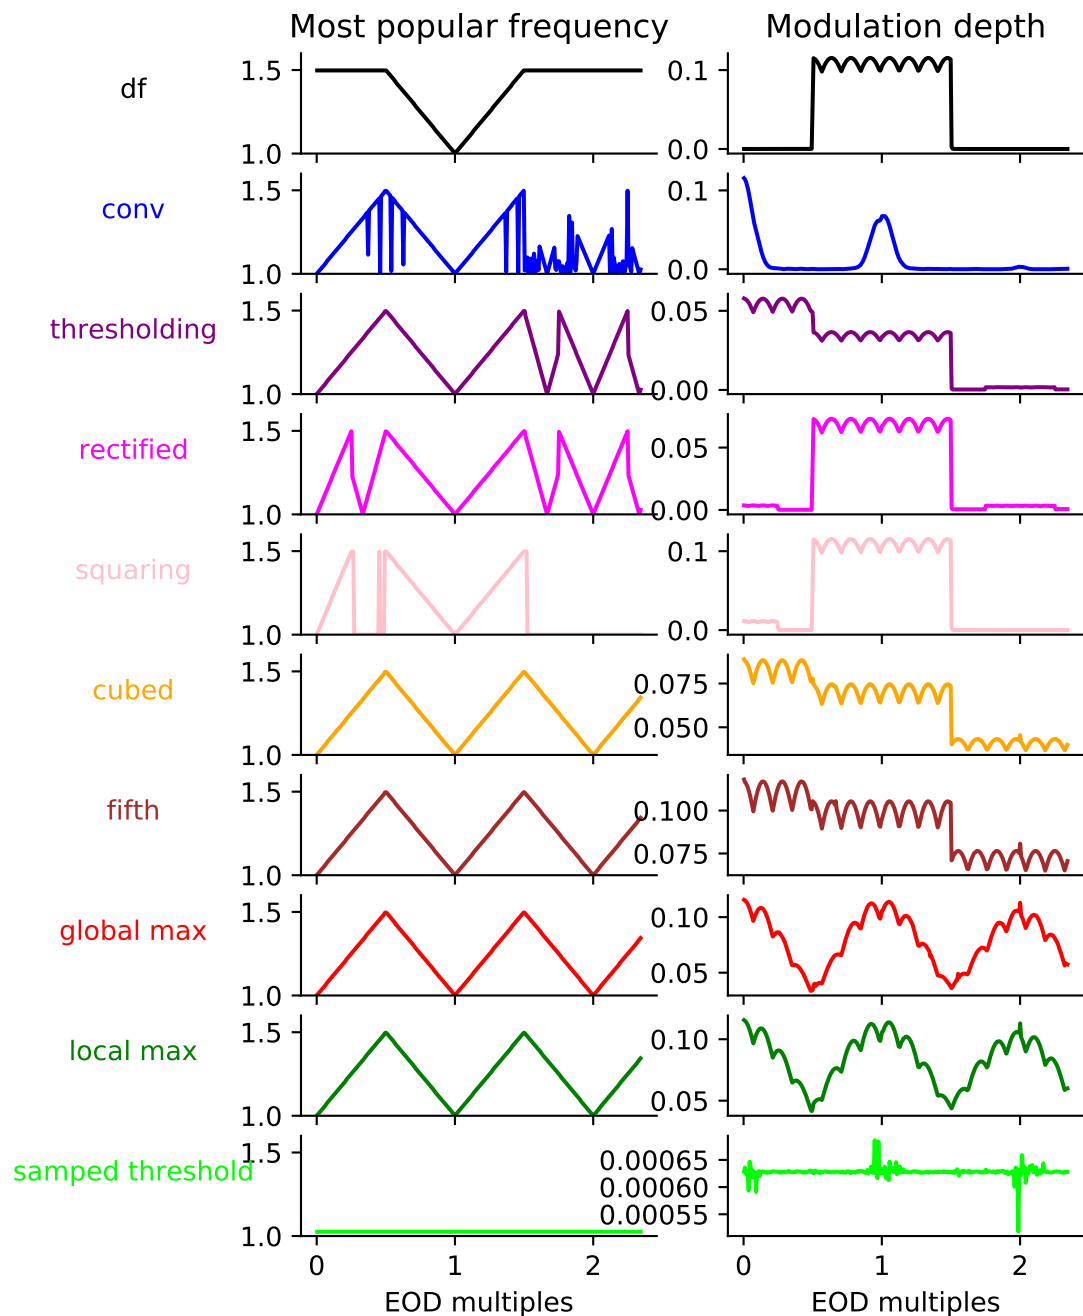 Most popular frequency Modulation depth
df 1.5 1.0 0.1 0.0
conv 1.5 1.0 0.1 0.0
thresholding 1.5 1.0 0.05 0.00
rectified 1.5 1.0 0.05 0.00
squaring 1.5 1.0 0.1 0.0
cubed 1.5 1.0 0.075 0.050
fifth 1.5 1.0 0.100 0.075
global max 1.5 1.0 0.10 0.05
local max 1.5 1.0 0.10 0.05
samped threshold 1.5 1.0 0.00065 0.00060 0.00055
0 1 2 0 1 2
EOD multiples EOD multiples